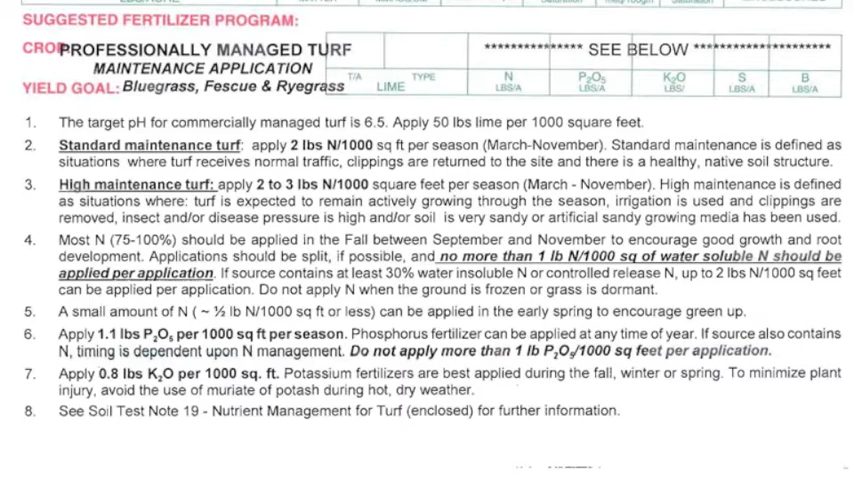 SUGGESTED FERTILIZER PROGRAM:
CROP PROFESSIONALLY MANAGED TURF
*************** SEE BELOW *********************
MAINTENANCE APPLICATION
YIELD GOAL: Bluegrass, Fescue & Ryegrass
T/A TYPE
LIME
N
LBS/A
P₂O₅
LBS/A
K₂O
LBS/
S
LBS/A
B
LBS/A
1. The target pH for commercially managed turf is 6.5. Apply 50 lbs lime per 1000 square feet.
2. Standard maintenance turf: apply 2 lbs N/1000 sq ft per season (March-November). Standard maintenance is defined as
situations where turf receives normal traffic, clippings are returned to the site and there is a healthy, native soil structure.
3. High maintenance turf: apply 2 to 3 lbs N/1000 square feet per season (March - November). High maintenance is defined
as situations where: turf is expected to remain actively growing through the season, irrigation is used and clippings are
removed, insect and/or disease pressure is high and/or soil is very sandy or artificial sandy growing media has been used.
4. Most N (75-100%) should be applied in the Fall between September and November to encourage good growth and root
development. Applications should be split, if possible, and no more than 1 lb N/1000 sq of water soluble N should be
applied per application. If source contains at least 30% water insoluble N or controlled release N, up to 2 lbs N/1000 sq feet
can be applied per application. Do not apply N when the ground is frozen or grass is dormant.
5. A small amount of N ( ~ ½ lb N/1000 sq ft or less) can be applied in the early spring to encourage green up.
6. Apply 1.1 lbs P₂O₅ per 1000 sq ft per season. Phosphorus fertilizer can be applied at any time of year. If source also contains
N, timing is dependent upon N management. Do not apply more than 1 lb P₂O₅/1000 sq feet per application.
7. Apply 0.8 lbs K₂O per 1000 sq. ft. Potassium fertilizers are best applied during the fall, winter or spring. To minimize plant
injury, avoid the use of muriate of potash during hot, dry weather.
8. See Soil Test Note 19 - Nutrient Management for Turf (enclosed) for further information.